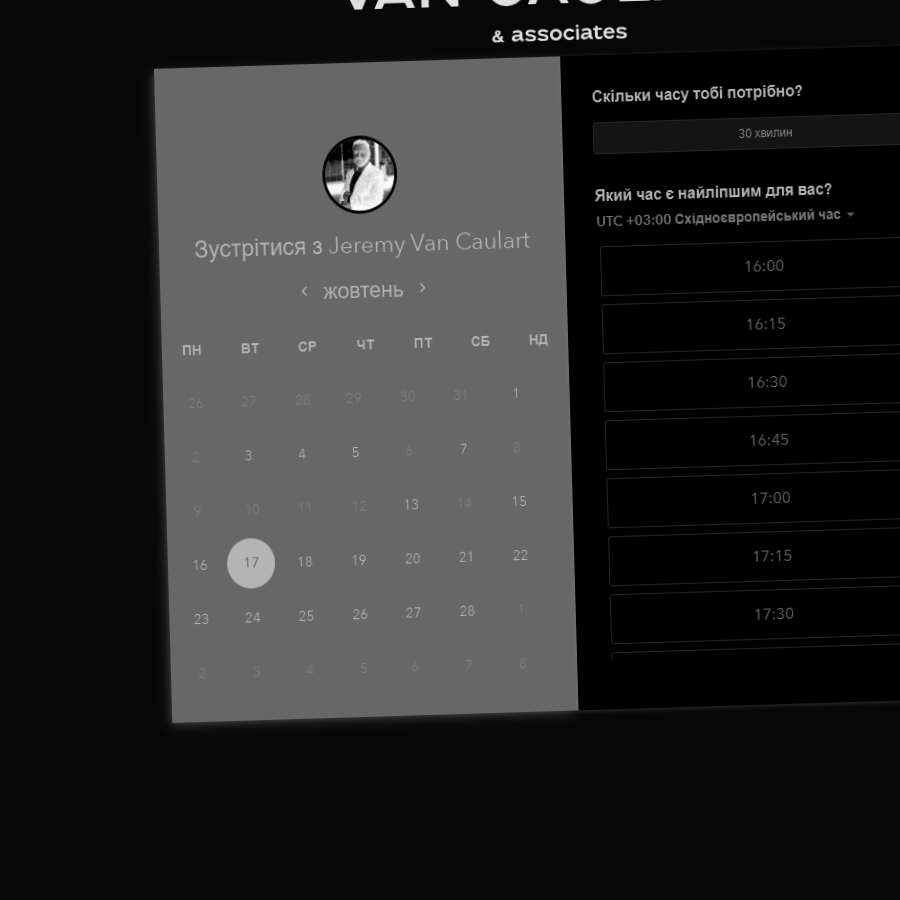 & associates
Скільки часу тобі потрібно?
30 хвилин
Який час є найліпшим для вас?
UTC +03:00 Східноєвропейський час
16:00
16:15
16:30
16:45
17:00
17:15
17:30
Зустрітися з Jeremy Van Caulart
жовтень
ПН ВТ СР ЧТ ПТ СБ НД
26 27 28 29 30 31 1
2 3 4 5 6 7 8
9 10 11 12 13 14 15
16 17 18 19 20 21 22
23 24 25 26 27 28 1
2 3 4 5 6 7 8